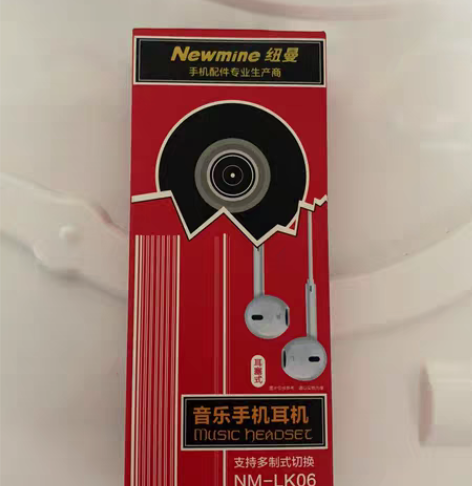 Newmine 纽曼
手机配件专业生产商
耳塞式
音乐手机耳机
MUSIC HEADSET
支持多制式切换
NM-LK06